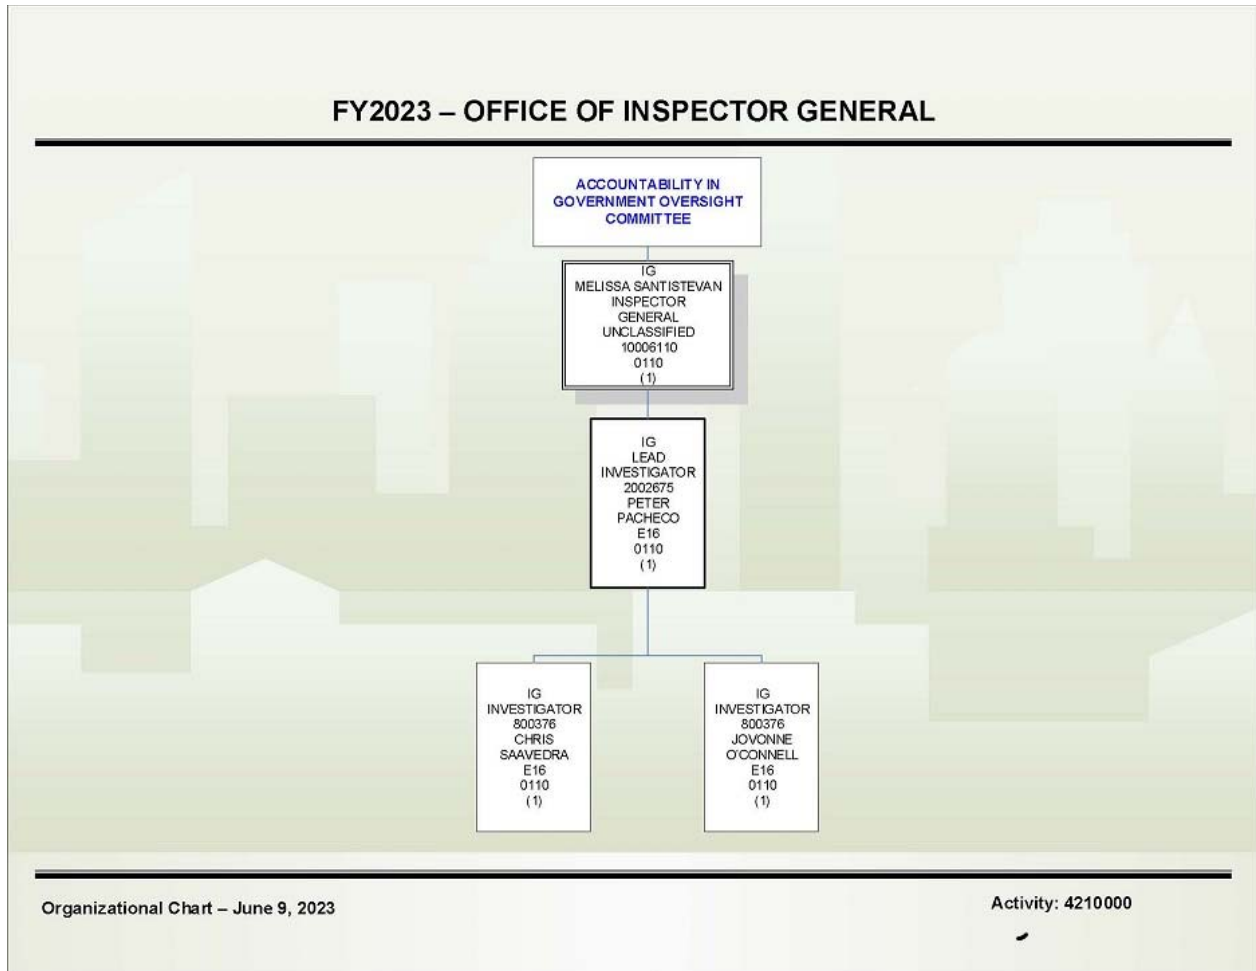 FY2023 – OFFICE OF INSPECTOR GENERAL
ACCOUNTABILITY IN
GOVERNMENT OVERSIGHT
COMMITTEE
IG
MELISSA SANTISTEVAN
INSPECTOR
GENERAL
UNCLASSIFIED
10006110
0110
(1)
IG
LEAD
INVESTIGATOR
2002675
PETER
PACHECO
E16
0110
(1)
IG
INVESTIGATOR
800376
CHRIS
SAAVEDRA
E16
0110
(1)
IG
INVESTIGATOR
800376
JOVONNE
O'CONNELL
E16
0110
(1)
Organizational Chart – June 9, 2023
Activity: 4210000